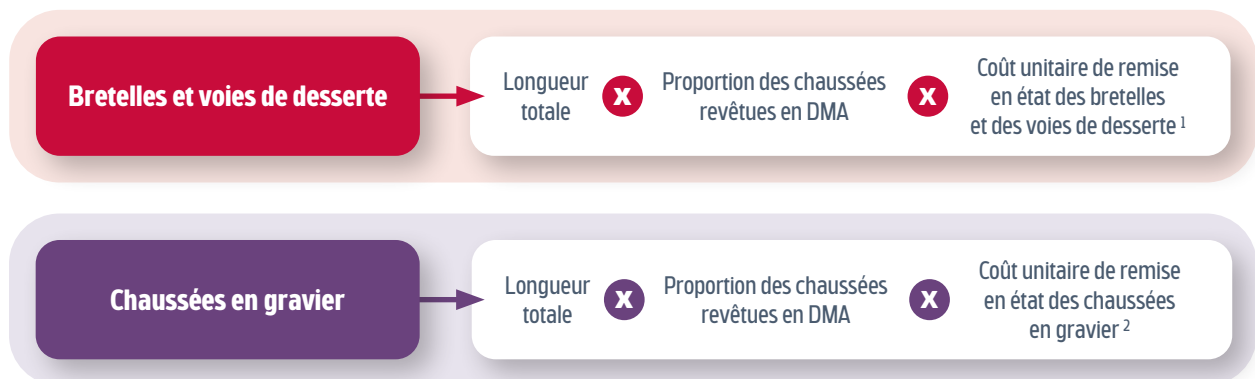 Bretelles et voies de desserte
Longueur
totale
X
Proportion des chaussées
revêtues en DMA
X
Coût unitaire de remise
en état des bretelles
et des voies de desserte 1
Chaussées en gravier
Longueur
totale
X
Proportion des chaussées
revêtues en DMA
X
Coût unitaire de remise
en état des chaussées
en gravier 2